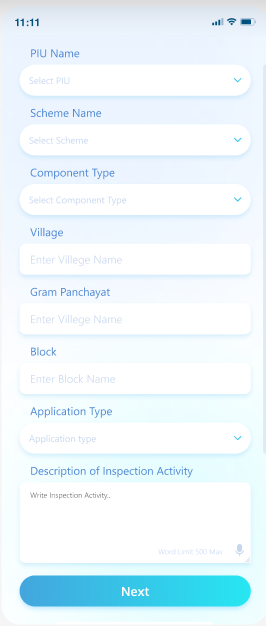 11:11
PIU Name
Select PIU
Scheme Name
Select Scheme
Component Type
Select Component Type
Village
Enter Villege Name
Gram Panchayat
Enter Villege Name
Block
Enter Block Name
Application Type
Application type
Description of Inspection Activity
Write Inspection Activity..
Word Limit 500 Max
Next